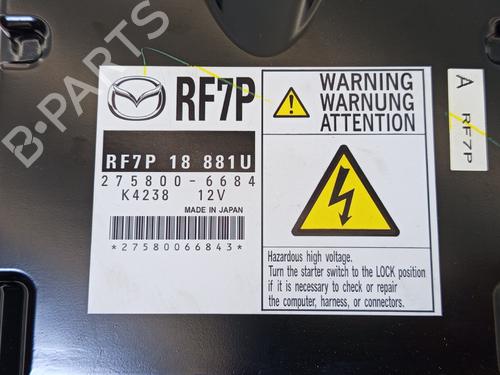 RF7P
RF7P 18 881U
275800-6684
K4238 12V
MADE IN JAPAN
*27580066843*
WARNING
WARNUNG
ATTENTION
Hazardous high voltage.
Turn the starter switch to the LOCK position
if it is necessary to check or repair
the computer, harness, or connectors.
A RF7P
B-PARTS